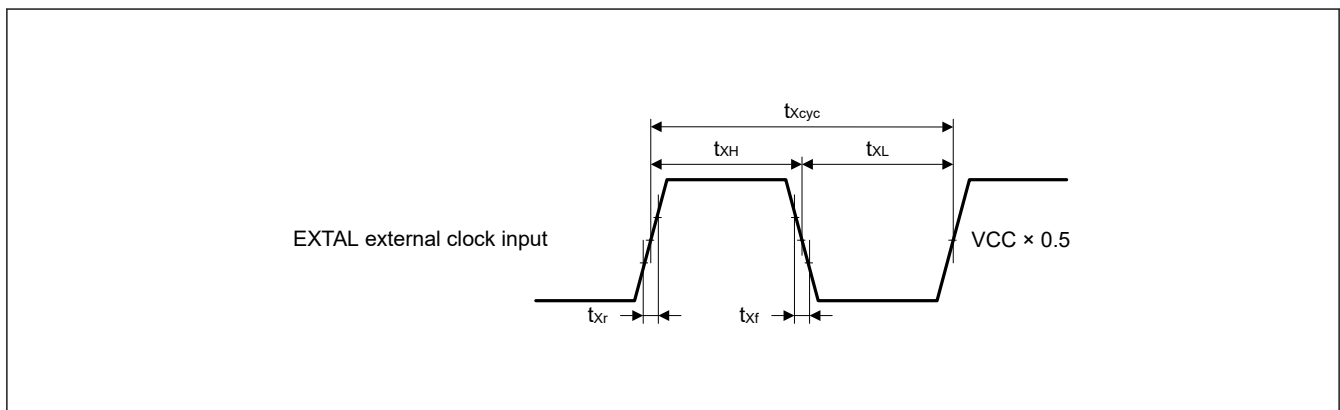 tXcyc
tXH
tXL
EXTAL external clock input
VCC × 0.5
tXr
tXf